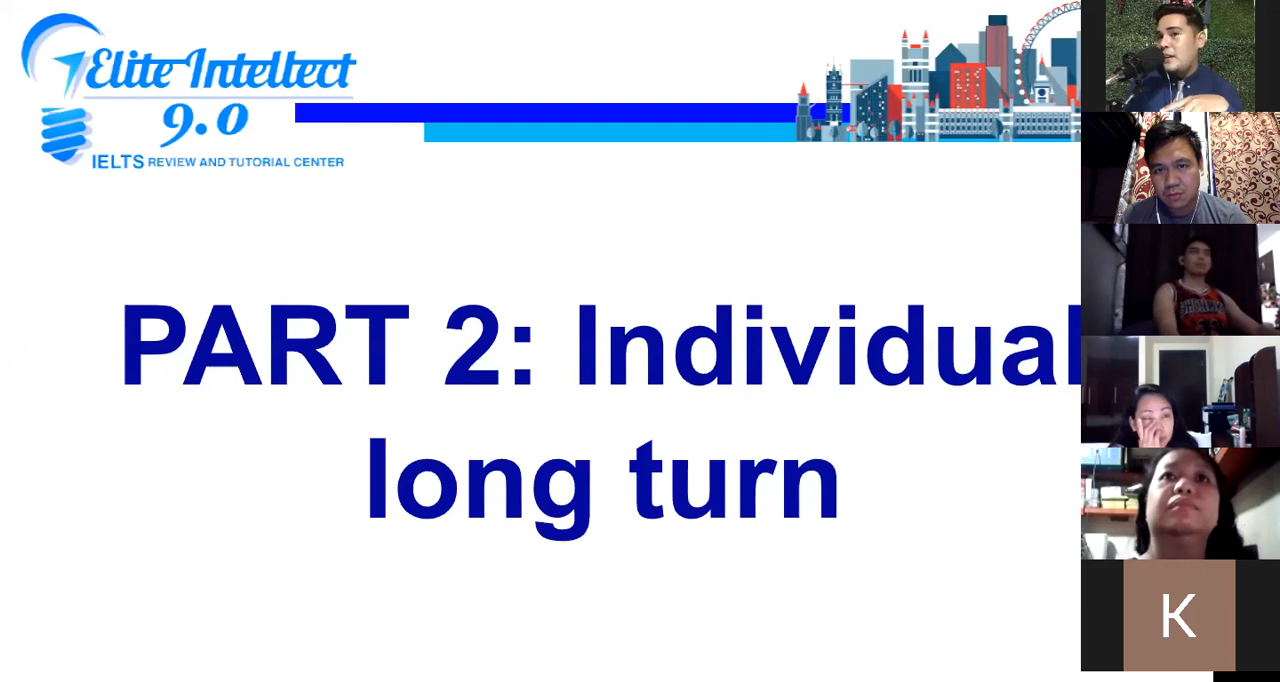 Elite Intellect
9.0
IELTS REVIEW AND TUTORIAL CENTER
PART 2: Individual
long turn
K